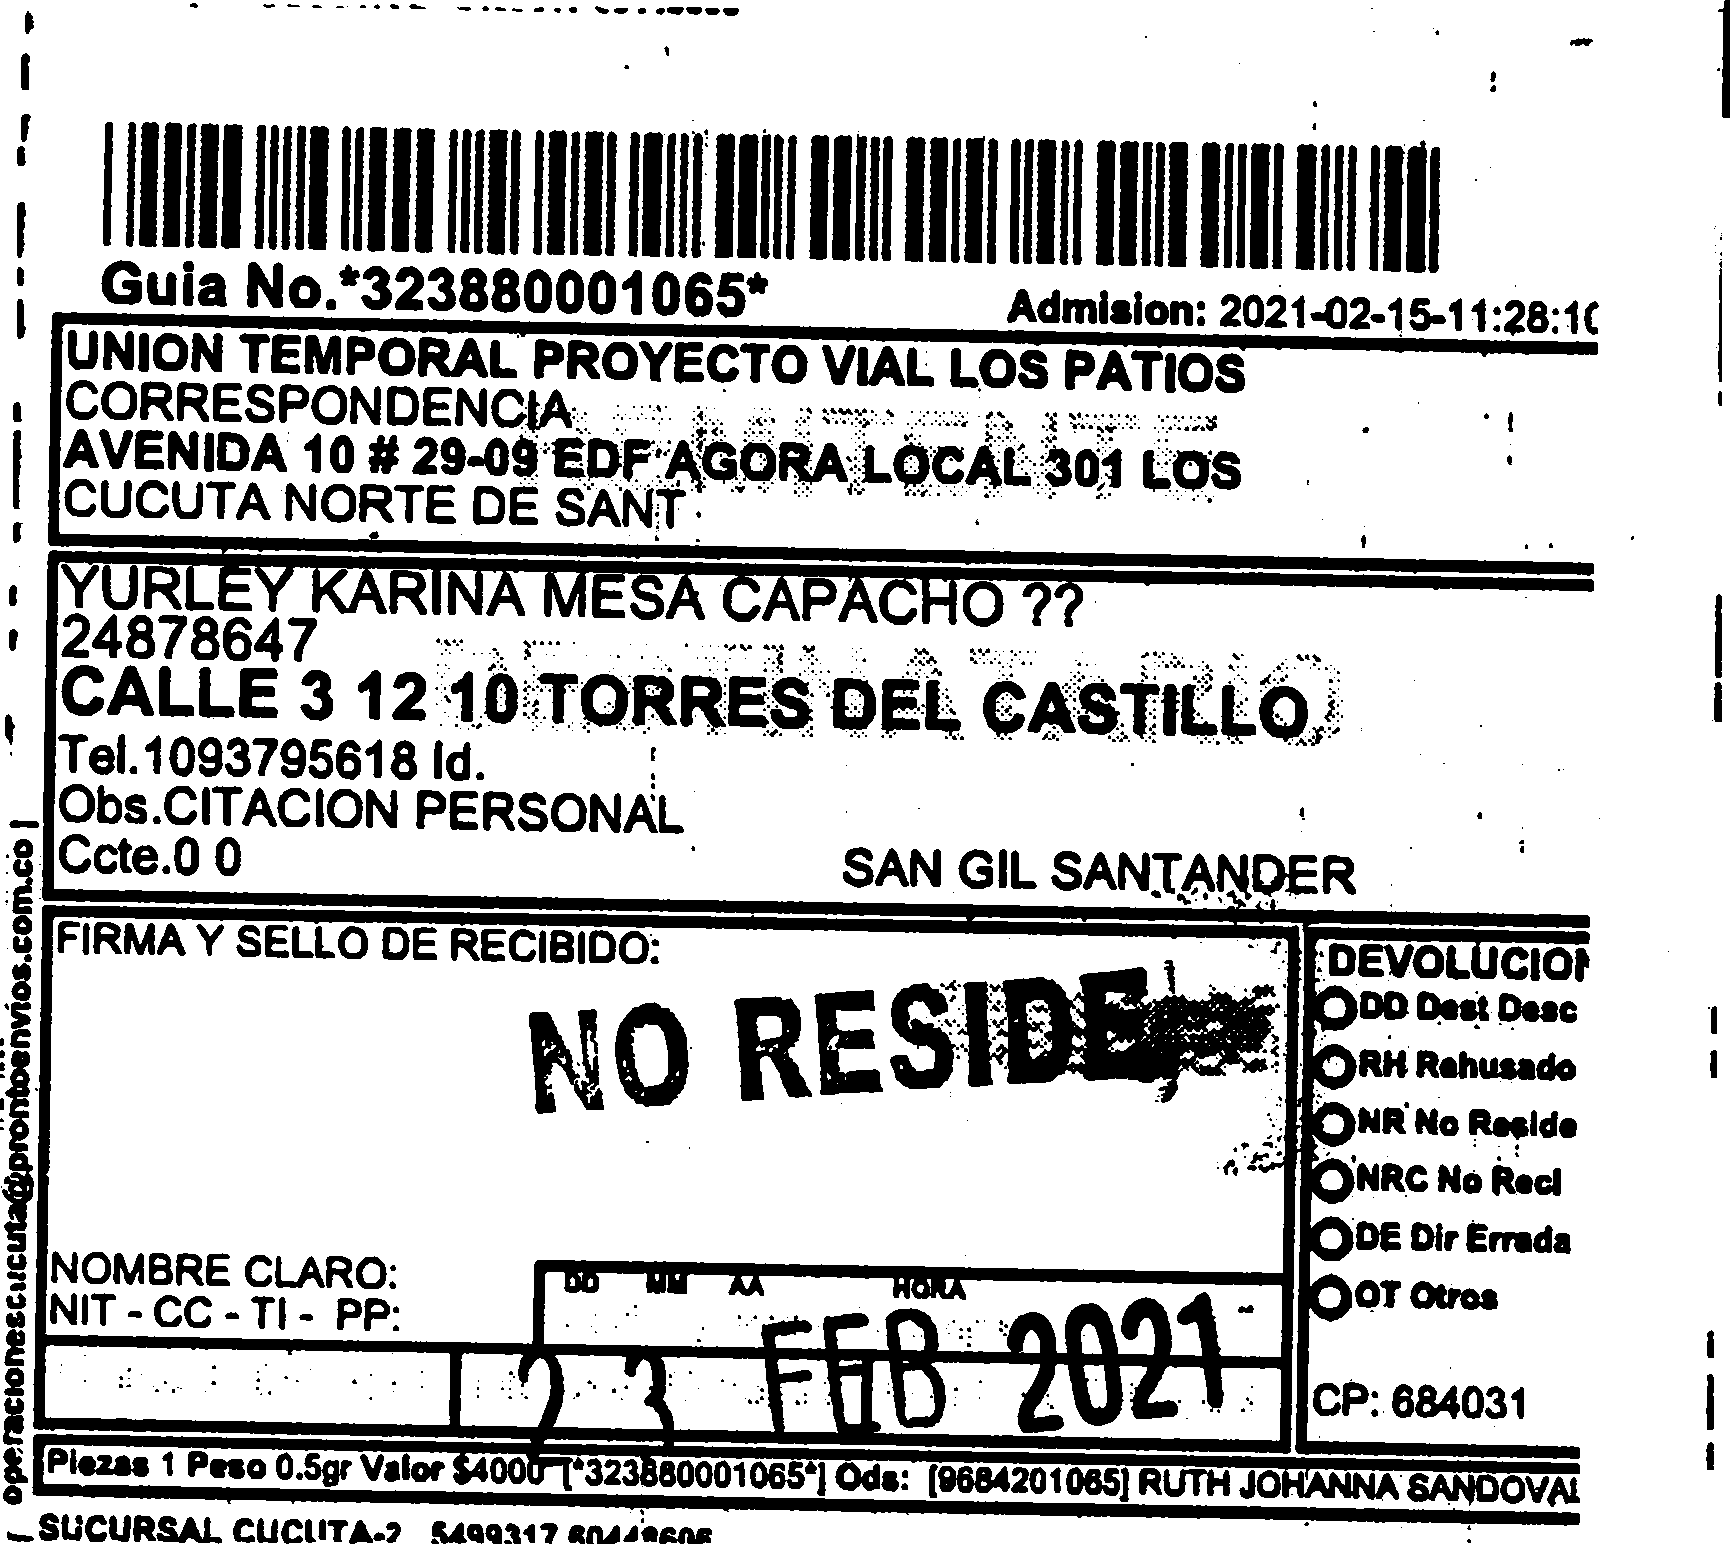 Guia No.*323880001065*
Admision: 2021-02-15-11:28:10
UNION TEMPORAL PROYECTO VIAL LOS PATIOS
CORRESPONDENCIA
REMITENTE
AVENIDA 10 # 29-09 EDF AGORA LOCAL 301 LOS
CUCUTA NORTE DE SANT
YURLEY KARINA MESA CAPACHO ??
24878647
DESTINATARIO
CALLE 3 12 10 TORRES DEL CASTILLO
Tel.1093795618 Id.
Obs.CITACION PERSONAL
Ccte.0 0
SAN GIL SANTANDER
FIRMA Y SELLO DE RECIBIDO:
NO RESIDE
DEVOLUCION
DD Dest Desc
RH Rehusado
NR No Reside
NRC No Recl
DE Dir Errada
OT Otros
NOMBRE CLARO:
NIT - CC - TI - PP:
DD MM AA HORA
23 FEB 2021
CP: 684031
Piezas 1 Peso 0.5gr Valor $4000 [*323880001065*] Ods: [9684201065] RUTH JOHANNA SANDOVAL
SUCURSAL CUCUTA-2 5499317 60448606
operacionescucuta@prontoenvios.com.co |